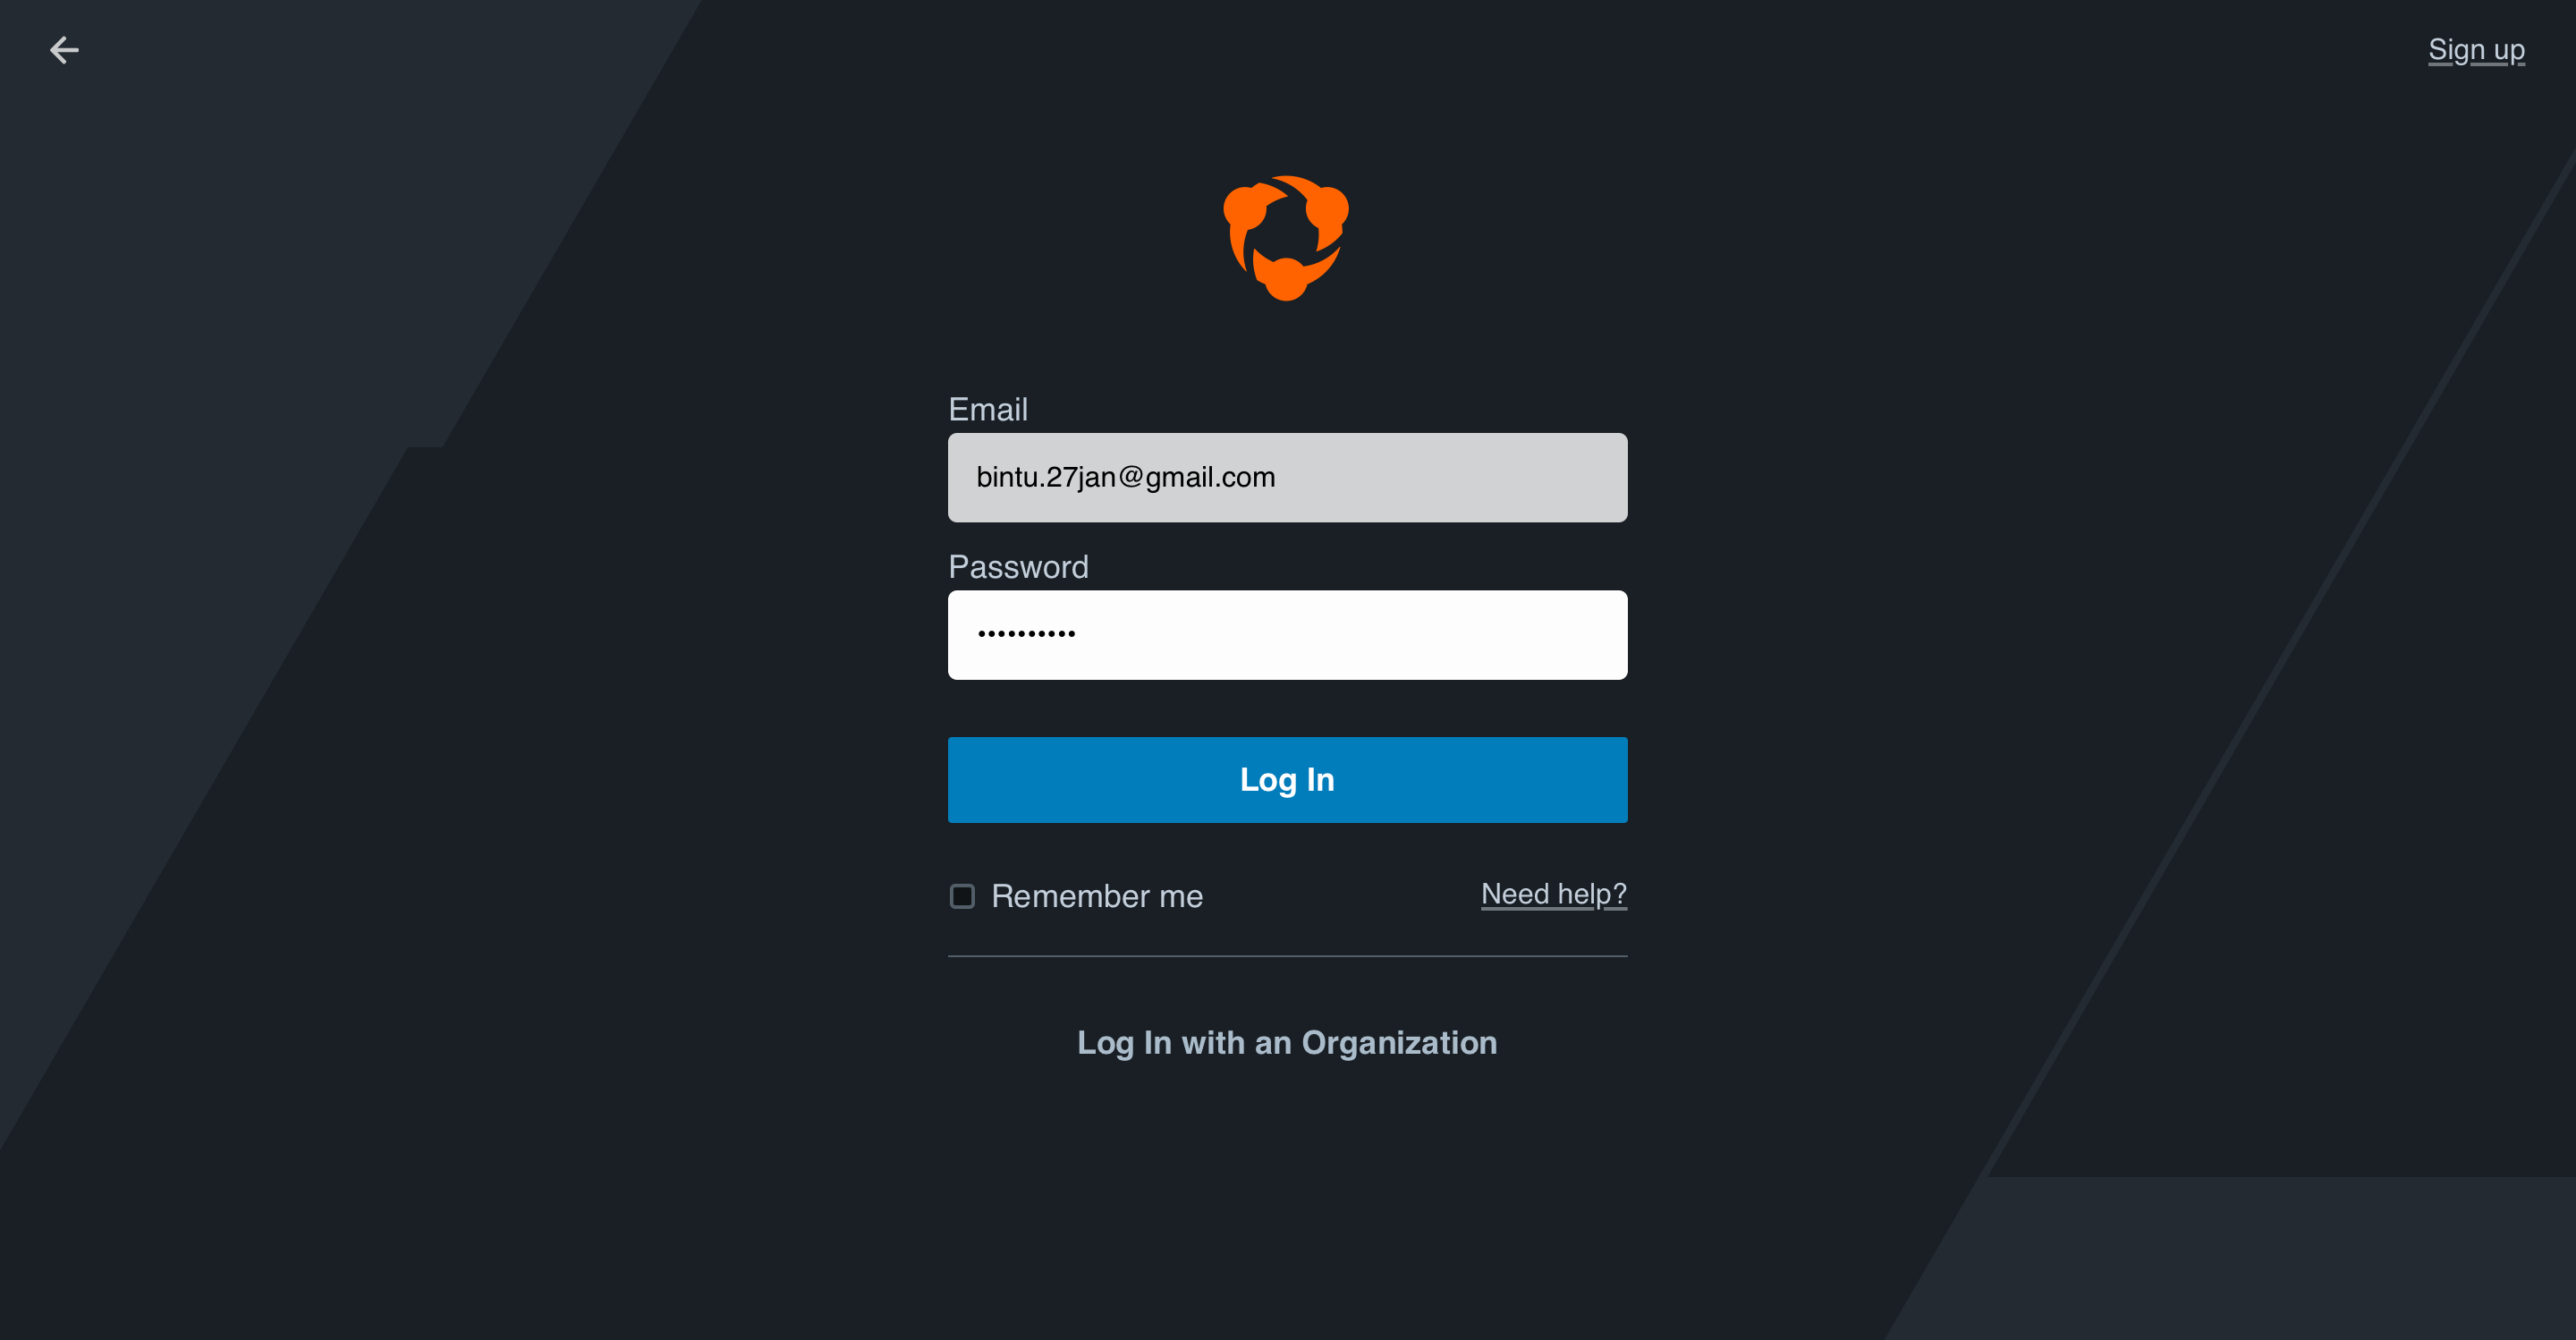 Sign up
Email
bintu.27jan@gmail.com
Password
••••••••••
Log In
Remember me
Need help?
Log In with an Organization